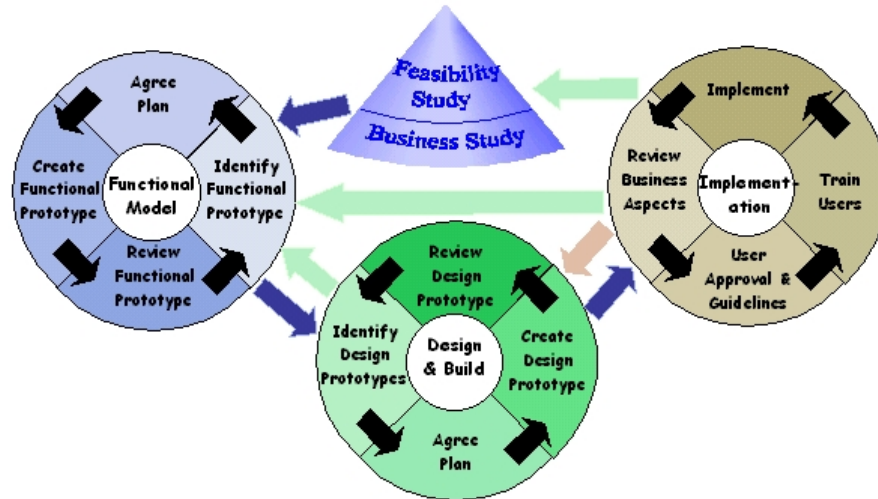 Feasibility
Study
Business Study
Agree
Plan
Create
Functional
Prototype
Functional
Model
Identify
Functional
Prototype
Review
Functional
Prototype
Implement
Review
Business
Aspects
Implement-
ation
Train
Users
User
Approval &
Guidelines
Review
Design
Prototype
Identify
Design
Prototypes
Design
& Build
Create
Design
Prototype
Agree
Plan